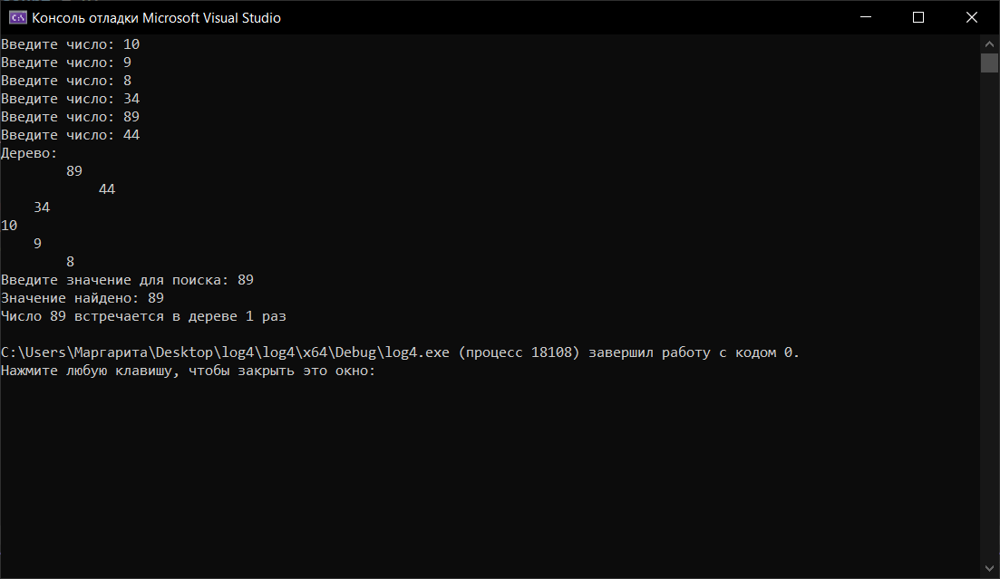 Консоль отладки Microsoft Visual Studio
Введите число: 10
Введите число: 9
Введите число: 8
Введите число: 34
Введите число: 89
Введите число: 44
Дерево:
        89
            44
    34
10
    9
        8
Введите значение для поиска: 89
Значение найдено: 89
Число 89 встречается в дереве 1 раз

C:\Users\Маргарита\Desktop\log4\log4\x64\Debug\log4.exe (процесс 18108) завершил работу с кодом 0.
Нажмите любую клавишу, чтобы закрыть это окно: